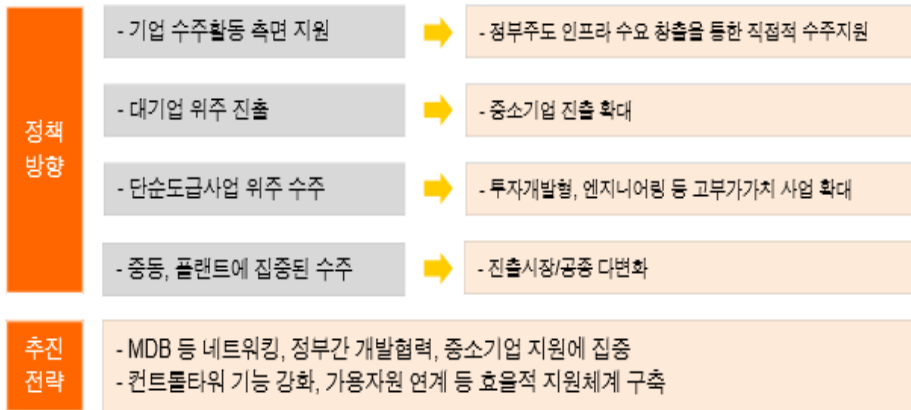 정책
방향
- 기업 수주활동 측면 지원
- 정부주도 인프라 수요 창출을 통한 직접적 수주지원
- 대기업 위주 진출
- 중소기업 진출 확대
- 단순도급사업 위주 수주
- 투자개발형, 엔지니어링 등 고부가가치 사업 확대
- 중동, 플랜트에 집중된 수주
- 진출시장/공종 다변화
추진
전략
- MDB 등 네트워킹, 정부간 개발협력, 중소기업 지원에 집중
- 컨트롤타워 기능 강화, 가용자원 연계 등 효율적 지원체계 구축